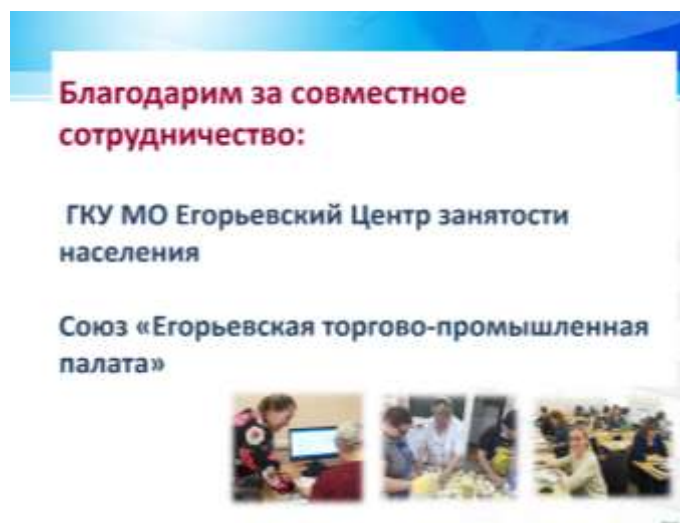 Благодарим за совместное
сотрудничество:
ГКУ МО Егорьевский Центр занятости
населения
Союз «Егорьевская торгово-промышленная
палата»